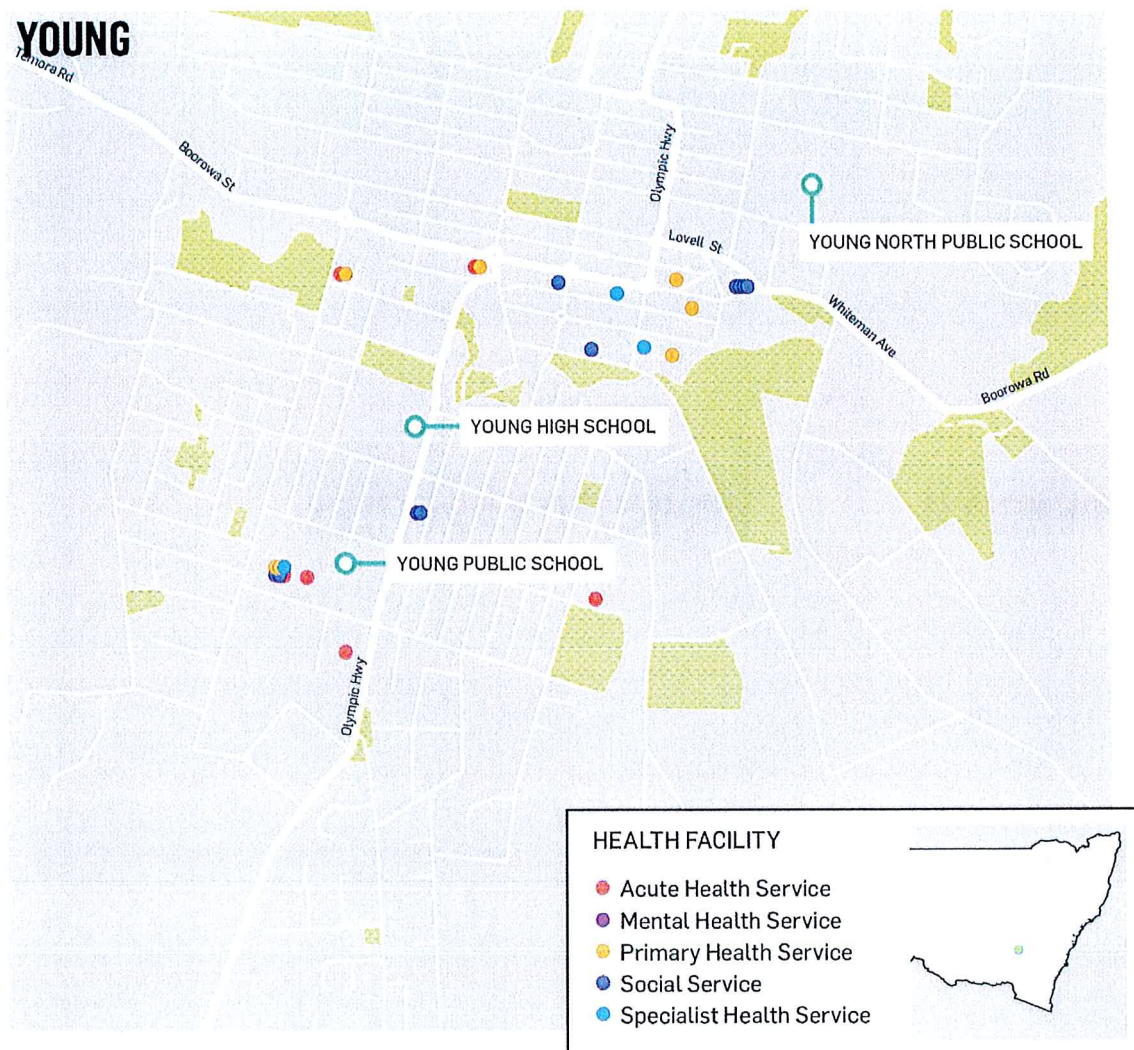 YOUNG
Temora Rd
Boorowa St
Olympic Hwy
Lovell St
YOUNG NORTH PUBLIC SCHOOL
Whiteman Ave
Boorowa Rd
YOUNG HIGH SCHOOL
YOUNG PUBLIC SCHOOL
Olympic Hwy
HEALTH FACILITY
Acute Health Service
Mental Health Service
Primary Health Service
Social Service
Specialist Health Service